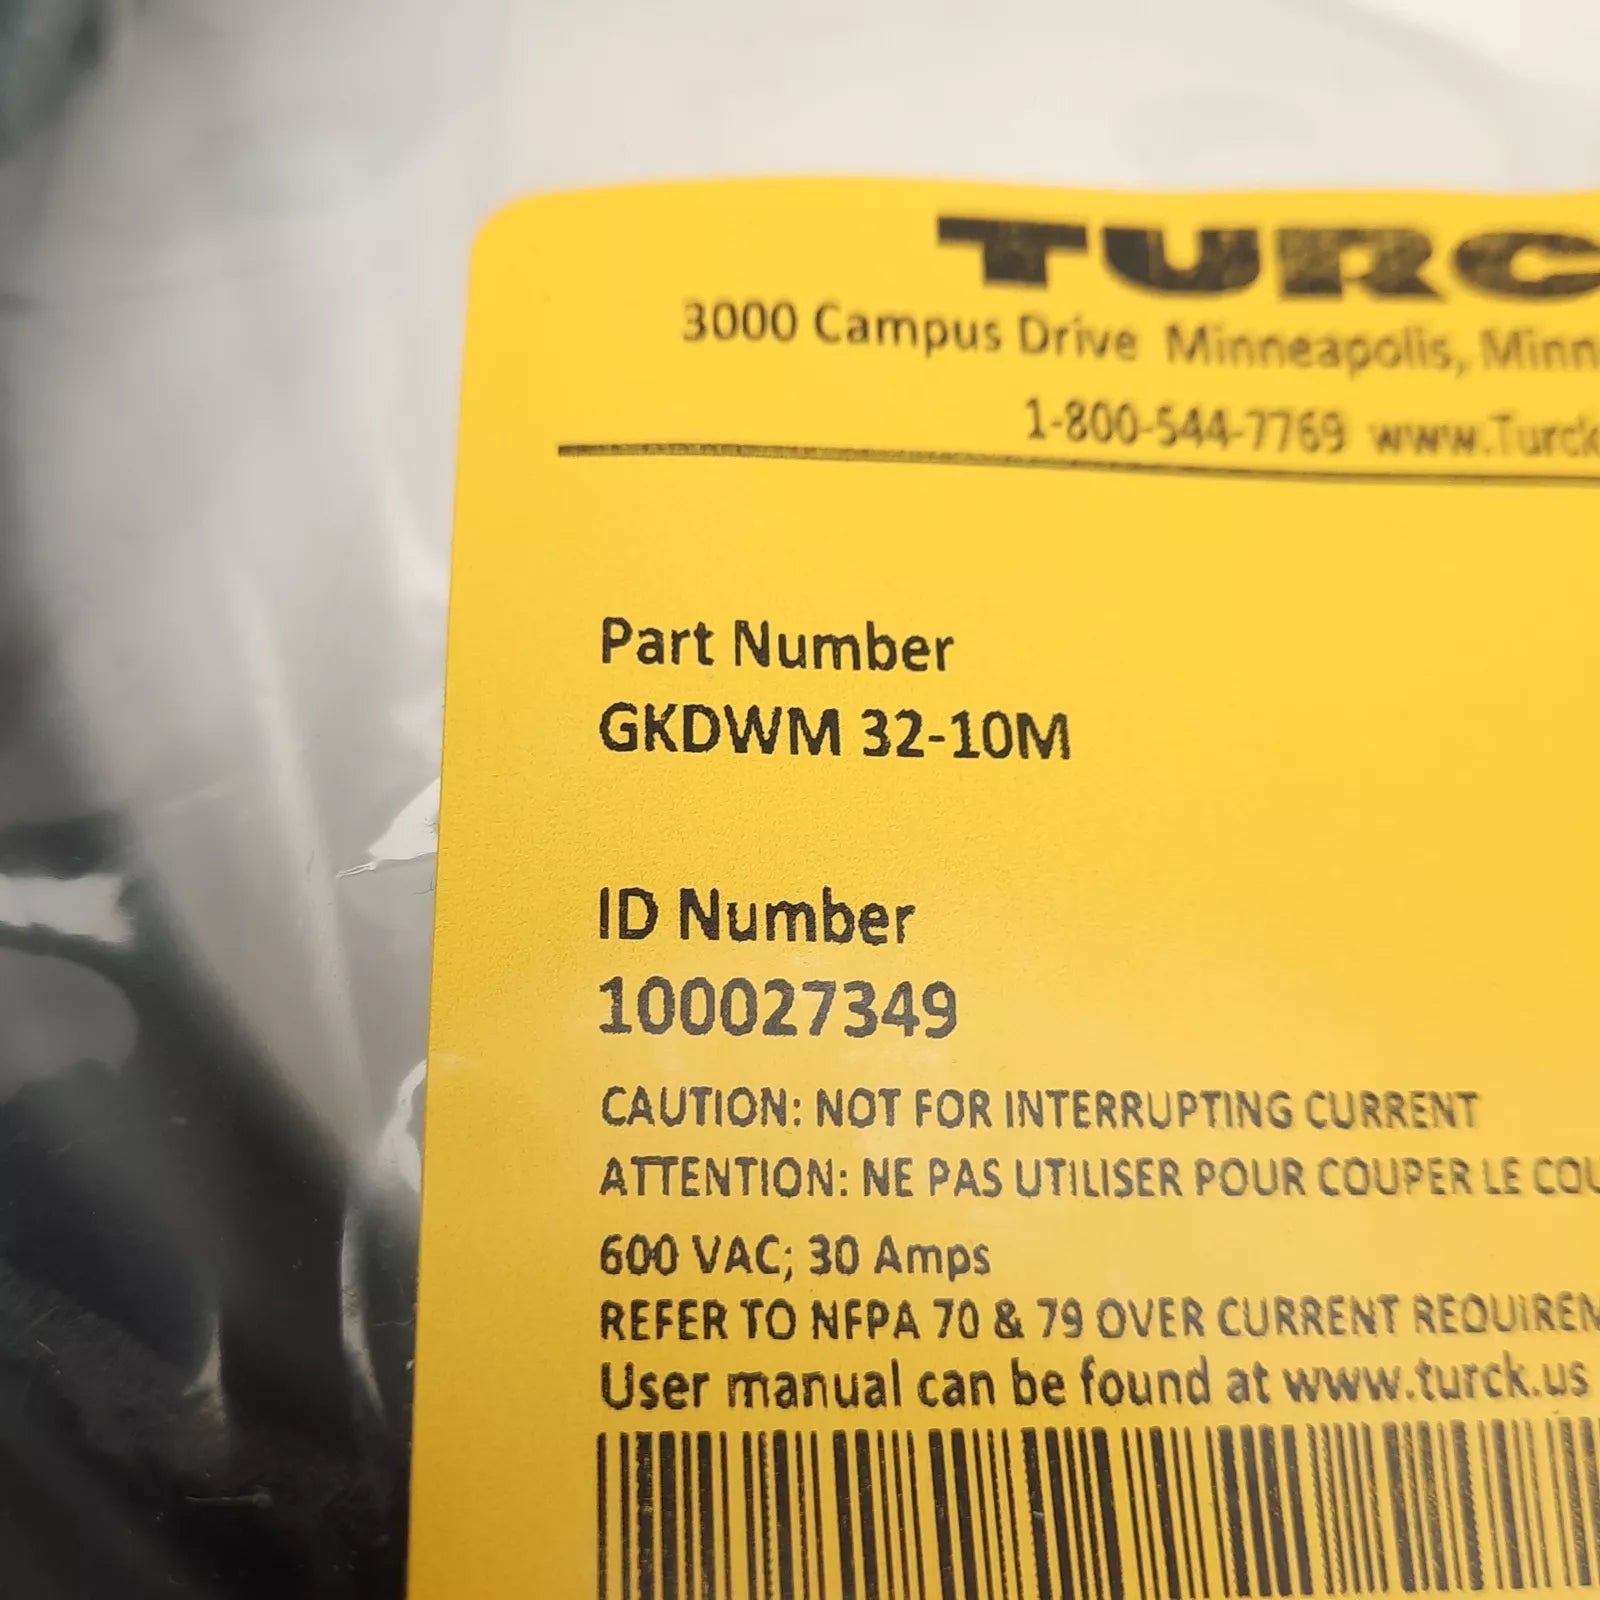 TURC
3000 Campus Drive Minneapolis, Minn
1-800-544-7769 www.Turck
Part Number
GKDWM 32-10M
ID Number
100027349
CAUTION: NOT FOR INTERRUPTING CURRENT
ATTENTION: NE PAS UTILISER POUR COUPER LE COU
600 VAC; 30 Amps
REFER TO NFPA 70 & 79 OVER CURRENT REQUIREM
User manual can be found at www.turck.us